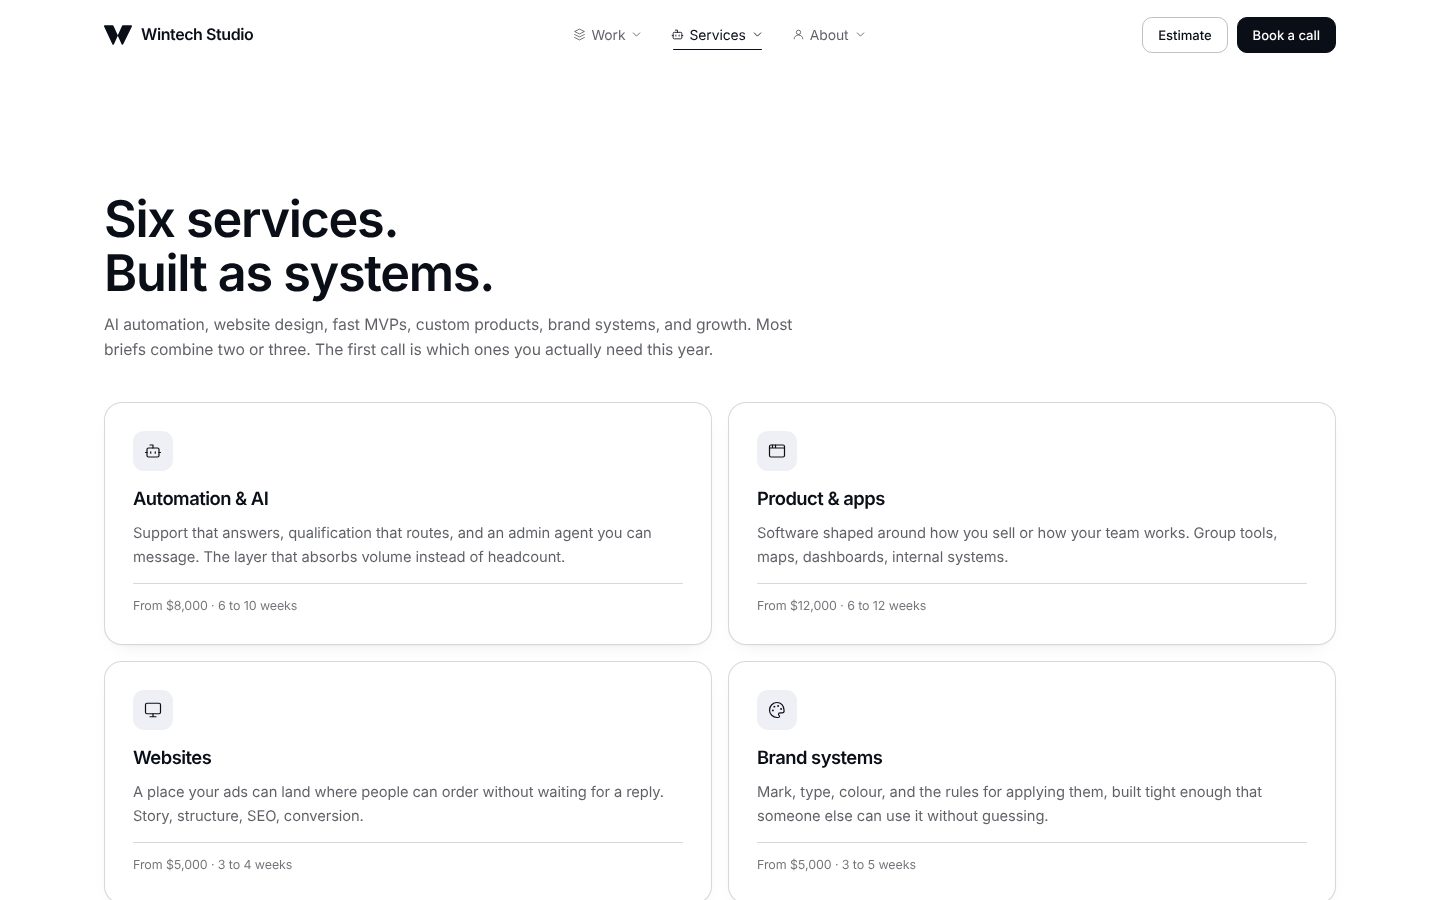 Wintech Studio
Work
Services
About
Estimate
Book a call
Six services.
Built as systems.
AI automation, website design, fast MVPs, custom products, brand systems, and growth. Most
briefs combine two or three. The first call is which ones you actually need this year.
Automation & AI
Support that answers, qualification that routes, and an admin agent you can
message. The layer that absorbs volume instead of headcount.
From $8,000 · 6 to 10 weeks
Product & apps
Software shaped around how you sell or how your team works. Group tools,
maps, dashboards, internal systems.
From $12,000 · 6 to 12 weeks
Websites
A place your ads can land where people can order without waiting for a reply.
Story, structure, SEO, conversion.
From $5,000 · 3 to 4 weeks
Brand systems
Mark, type, colour, and the rules for applying them, built tight enough that
someone else can use it without guessing.
From $5,000 · 3 to 5 weeks